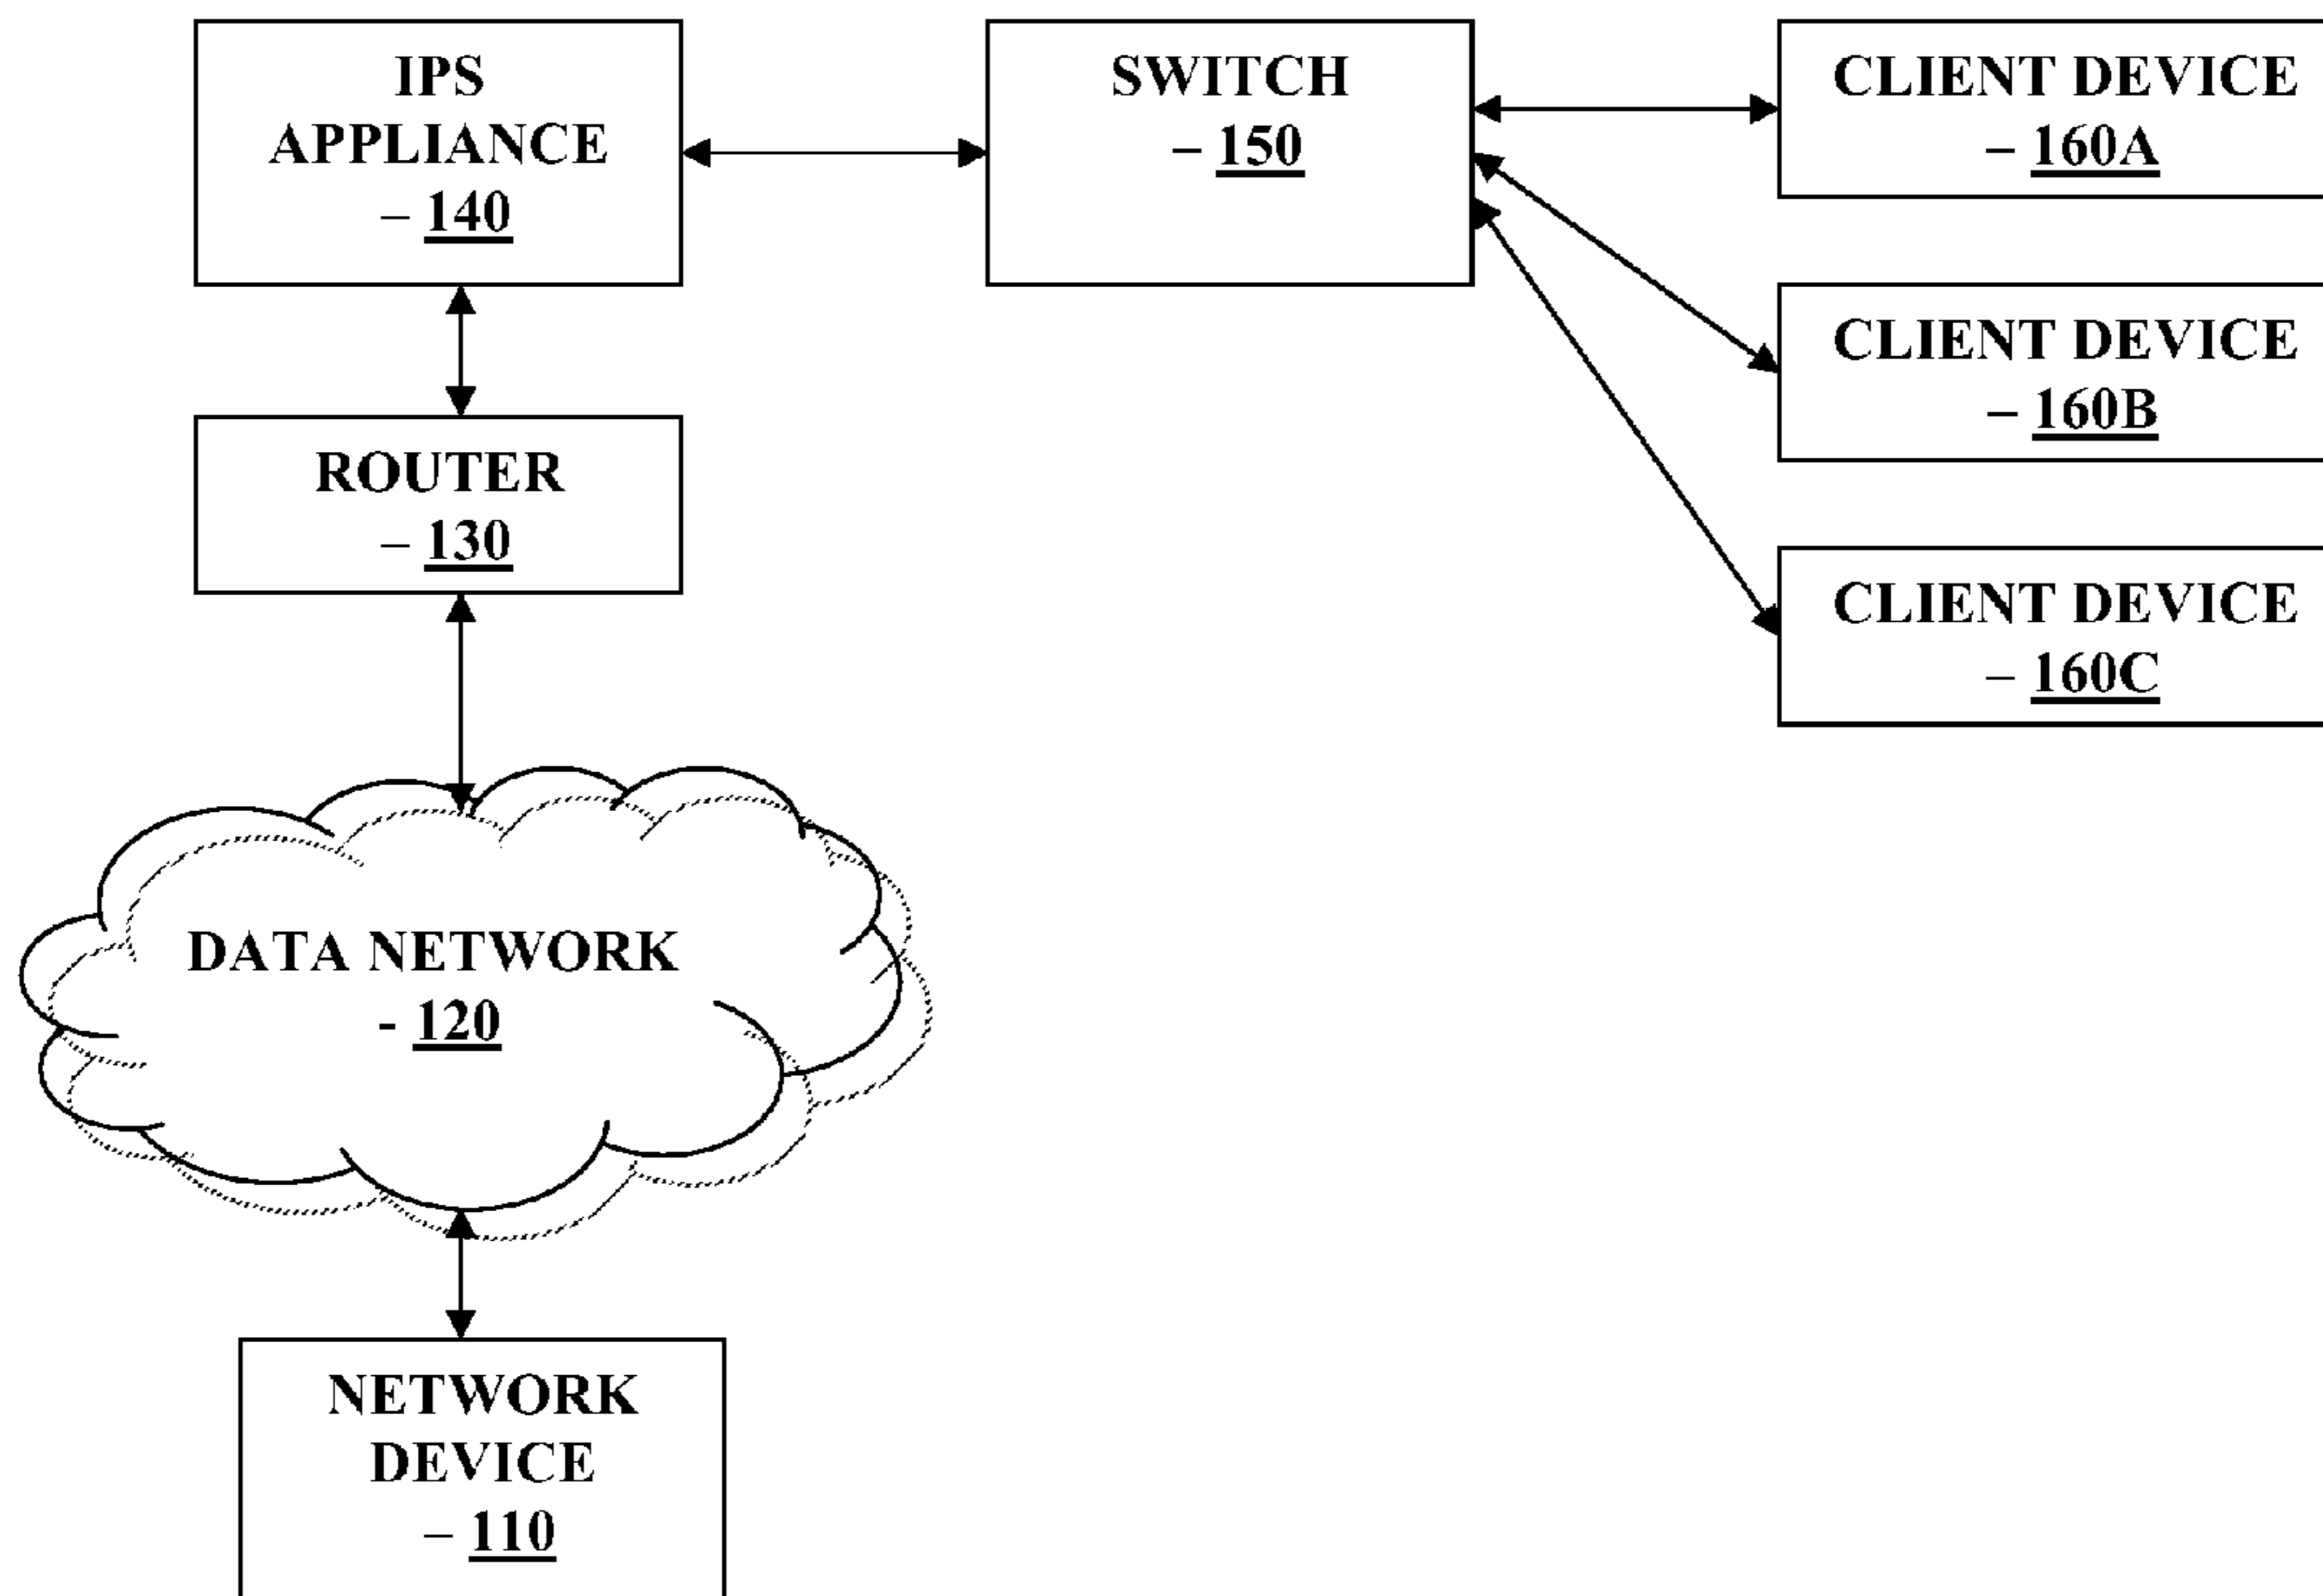 IPS
APPLIANCE
– 140
SWITCH
– 150
CLIENT DEVICE
– 160A
CLIENT DEVICE
– 160B
CLIENT DEVICE
– 160C
ROUTER
– 130
DATA NETWORK
- 120
NETWORK
DEVICE
– 110